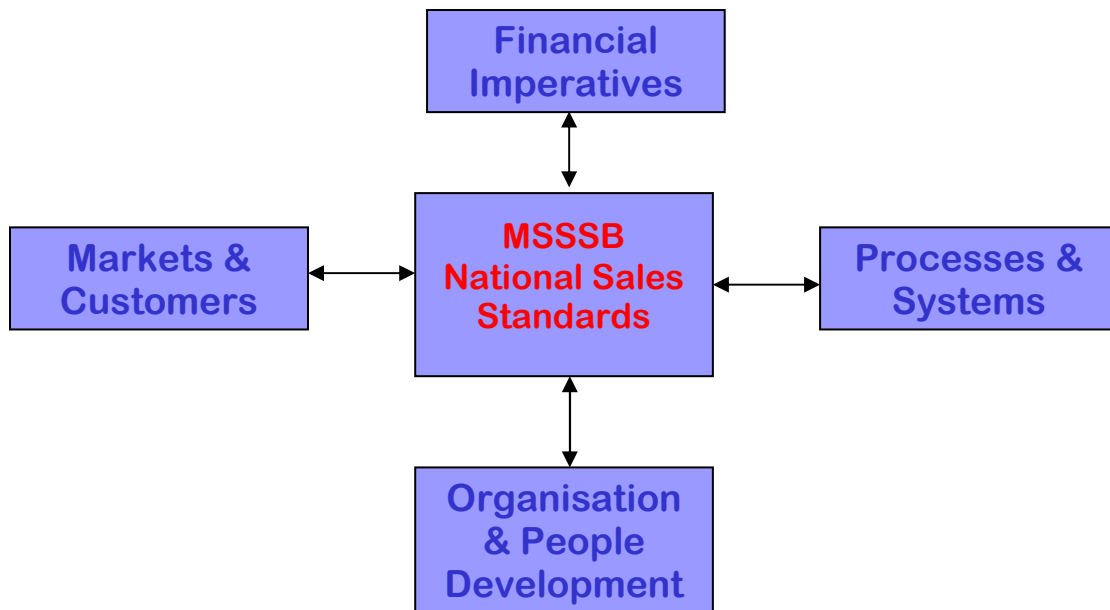 Financial
Imperatives
Markets &
Customers
MSSSB
National Sales
Standards
Processes &
Systems
Organisation
& People
Development